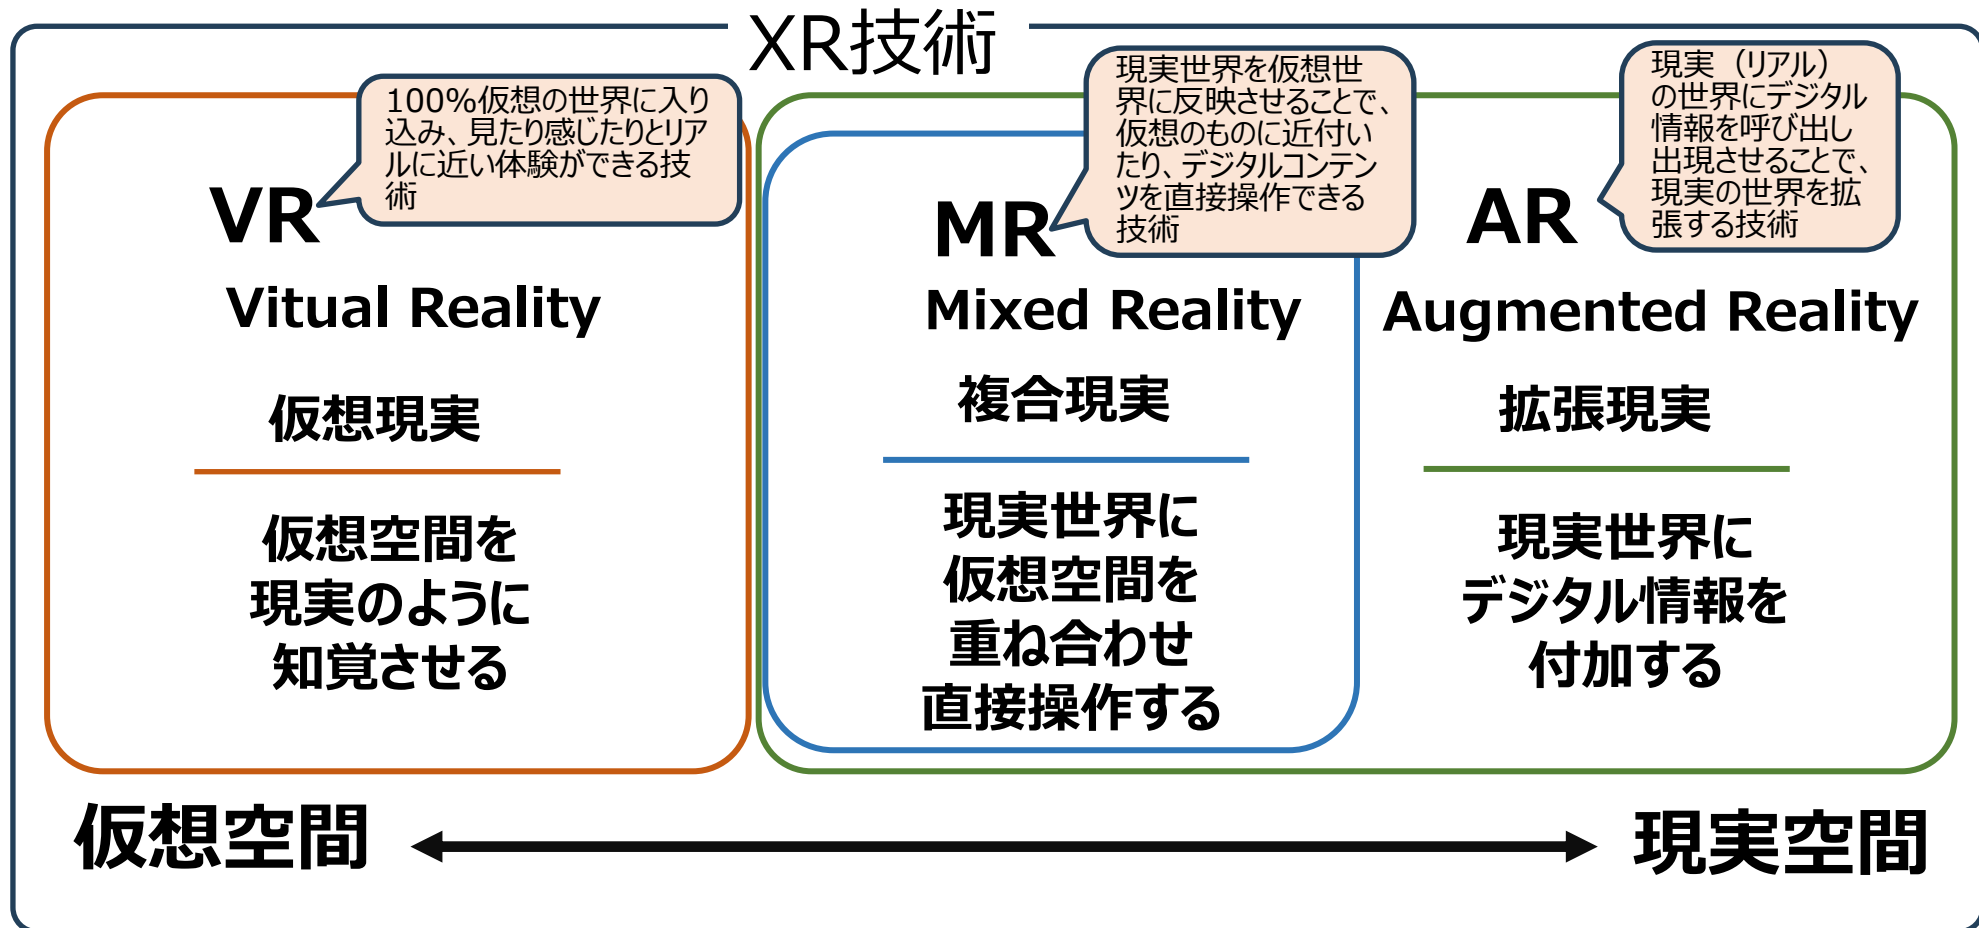 XR技術
100%仮想の世界に入り
込み、見たり感じたりとリア
ルに近い体験ができる技
術
VR
Vitual Reality
仮想現実
仮想空間を
現実のように
知覚させる
現実世界を仮想世
界に反映させることで、
仮想のものに近付い
たり、デジタルコンテン
ツを直接操作できる
技術
MR
Mixed Reality
複合現実
現実世界に
仮想空間を
重ね合わせ
直接操作する
現実（リアル）
の世界にデジタル
情報を呼び出し
出現させることで、
現実の世界を拡
張する技術
AR
Augmented Reality
拡張現実
現実世界に
デジタル情報を
付加する
仮想空間
現実空間